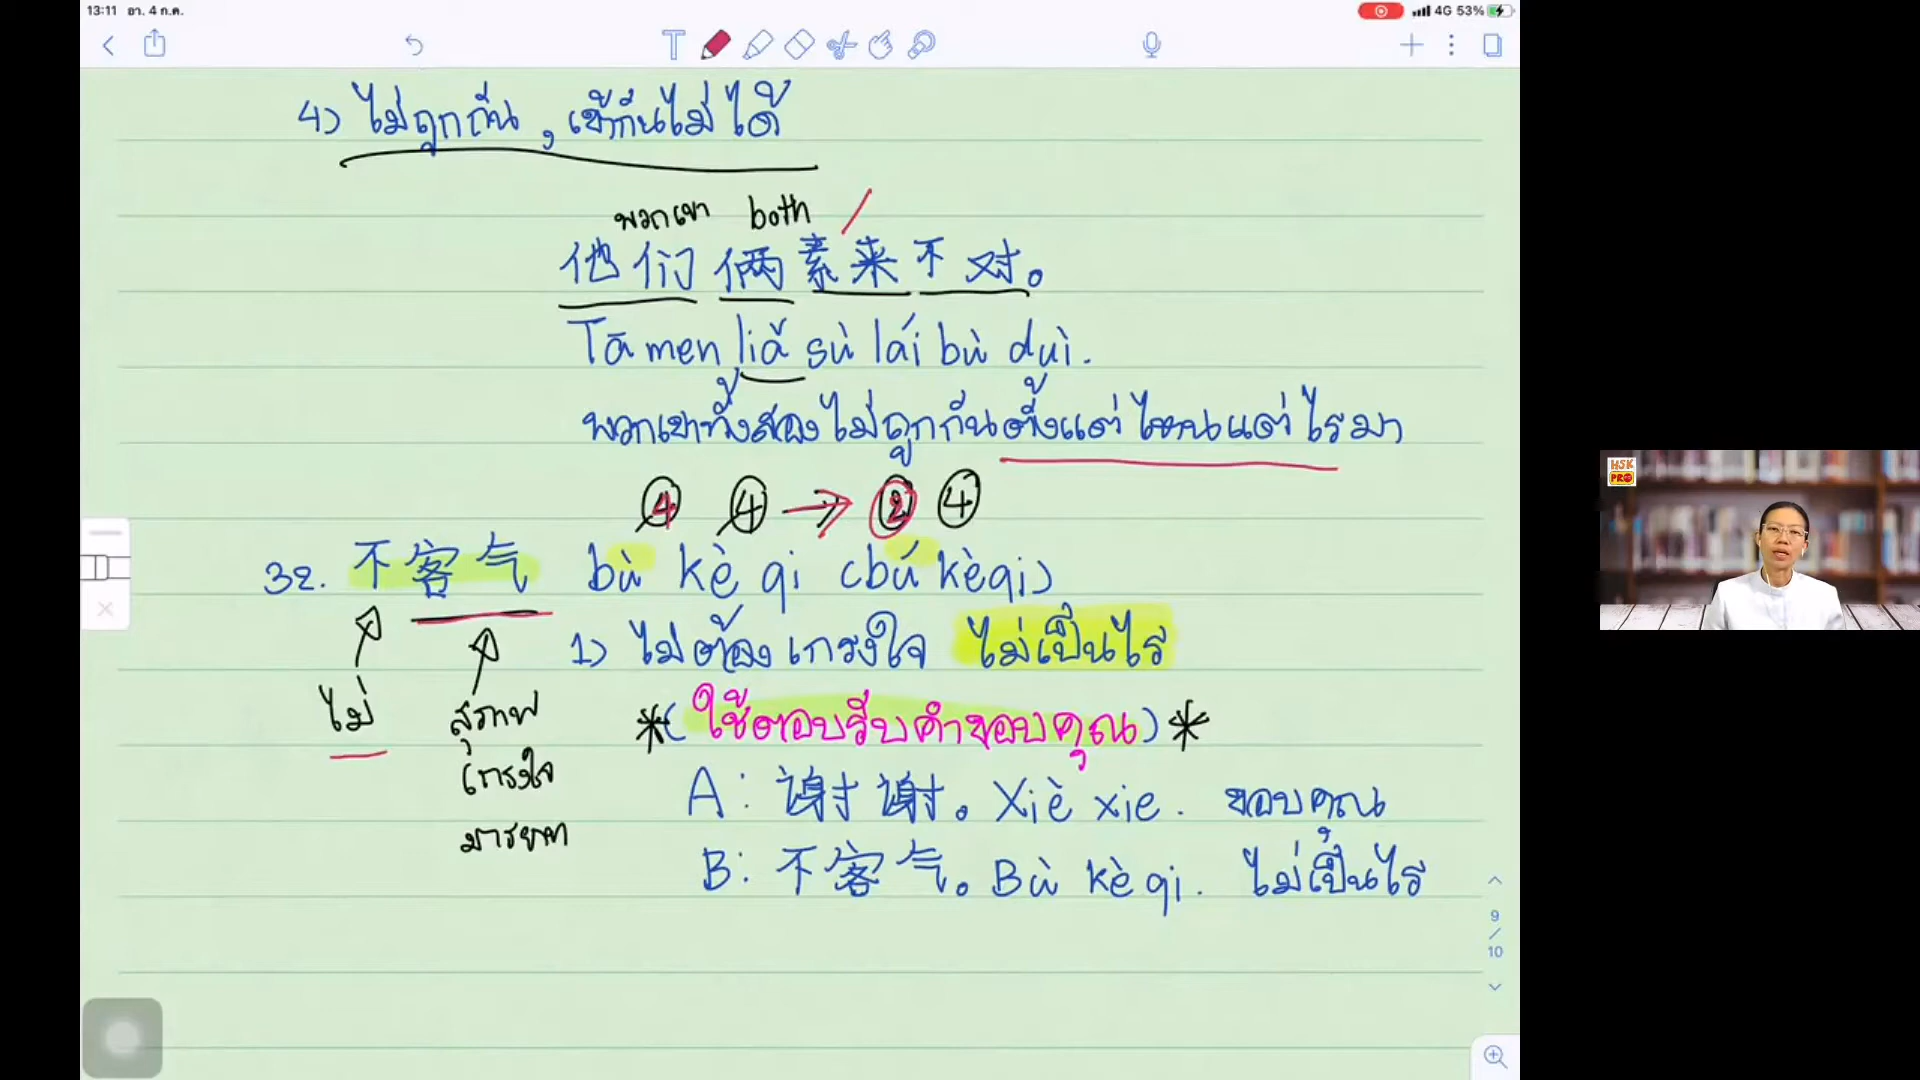 13:11 อา. 4 ก.ค.
4G 53%
4) ไม่ถูกกัน , เข้ากันไม่ได้
พวกเขา both
他们俩素来不对。
Tā men liǎ sù lái bù duì.
พวกเขาทั้งสองไม่ถูกกันตั้งแต่ไหนแต่ไรมา
4 4 → 2 4
32. 不客气 bù kè qi (bú kèqi)
1) ไม่ต้องเกรงใจ ไม่เป็นไร
ไม่ สุภาพ
เกรงใจ
มารยาท
*(ใช้ตอบรับคำขอบคุณ)*
A: 谢谢。Xiè xie. ขอบคุณ
B: 不客气。Bù kè qi. ไม่เป็นไร
9
/
10
HSK
PRO